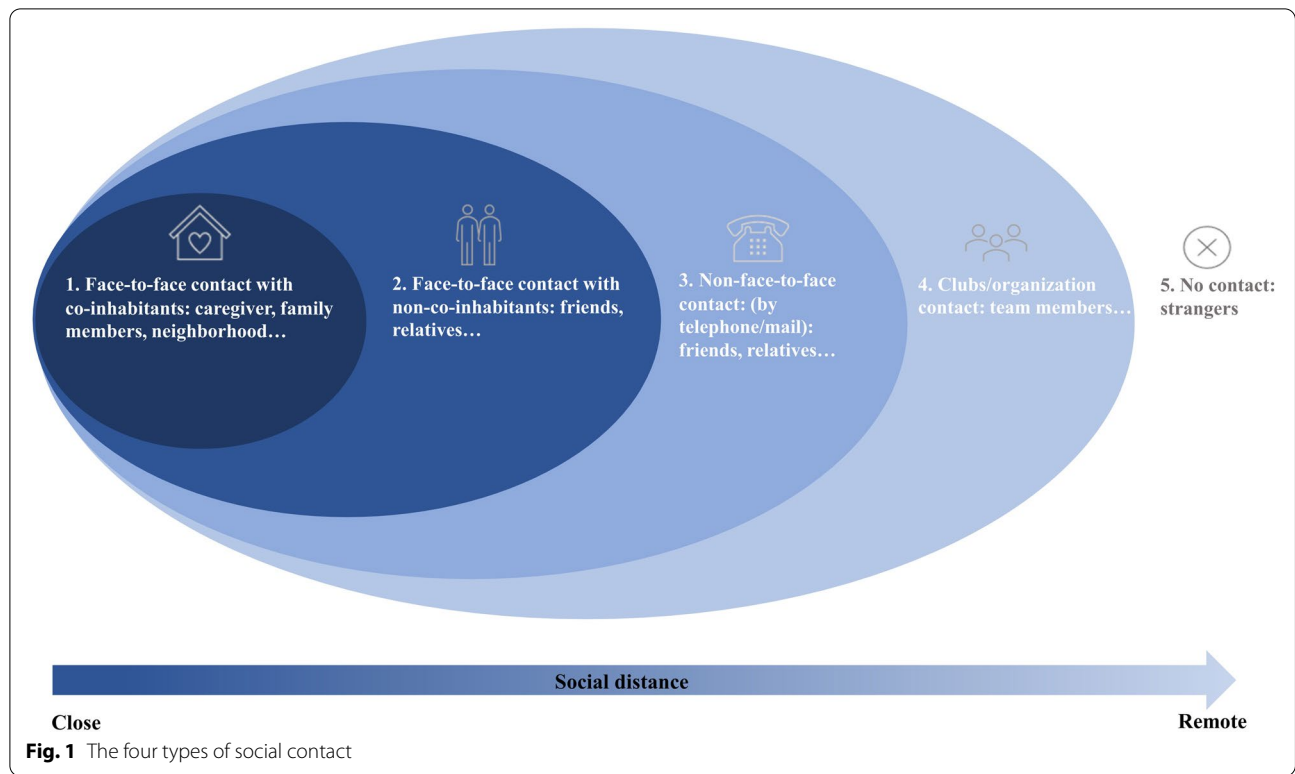 1. Face-to-face contact with
co-inhabitants: caregiver, family
members, neighborhood…
2. Face-to-face contact with
non-co-inhabitants: friends,
relatives…
3. Non-face-to-face
contact: (by
telephone/mail):
friends, relatives…
4. Clubs/organization
contact: team members…
5. No contact:
strangers
Social distance
Close
Remote
Fig. 1 The four types of social contact